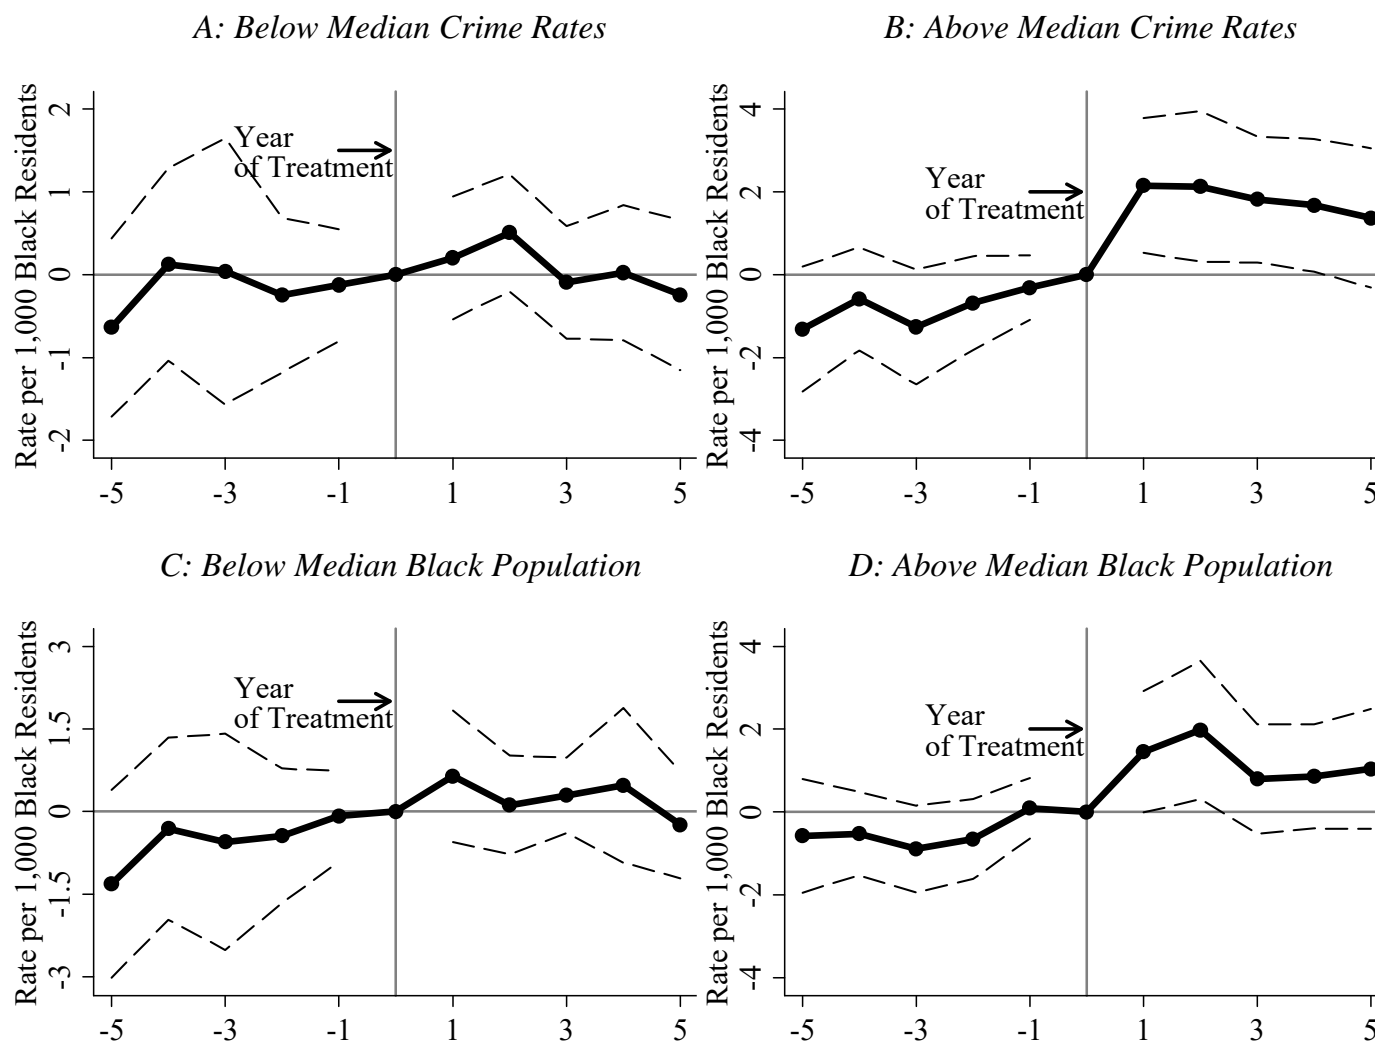 A: Below Median Crime Rates
Rate per 1,000 Black Residents
2
1
0
-1
-2
Year
of Treatment
-5
-3
-1
1
3
5
B: Above Median Crime Rates
Rate per 1,000 Black Residents
4
2
0
-2
-4
Year
of Treatment
-5
-3
-1
1
3
5
C: Below Median Black Population
Rate per 1,000 Black Residents
3
1.5
0
-1.5
-3
Year
of Treatment
-5
-3
-1
1
3
5
D: Above Median Black Population
Rate per 1,000 Black Residents
4
2
0
-2
-4
Year
of Treatment
-5
-3
-1
1
3
5